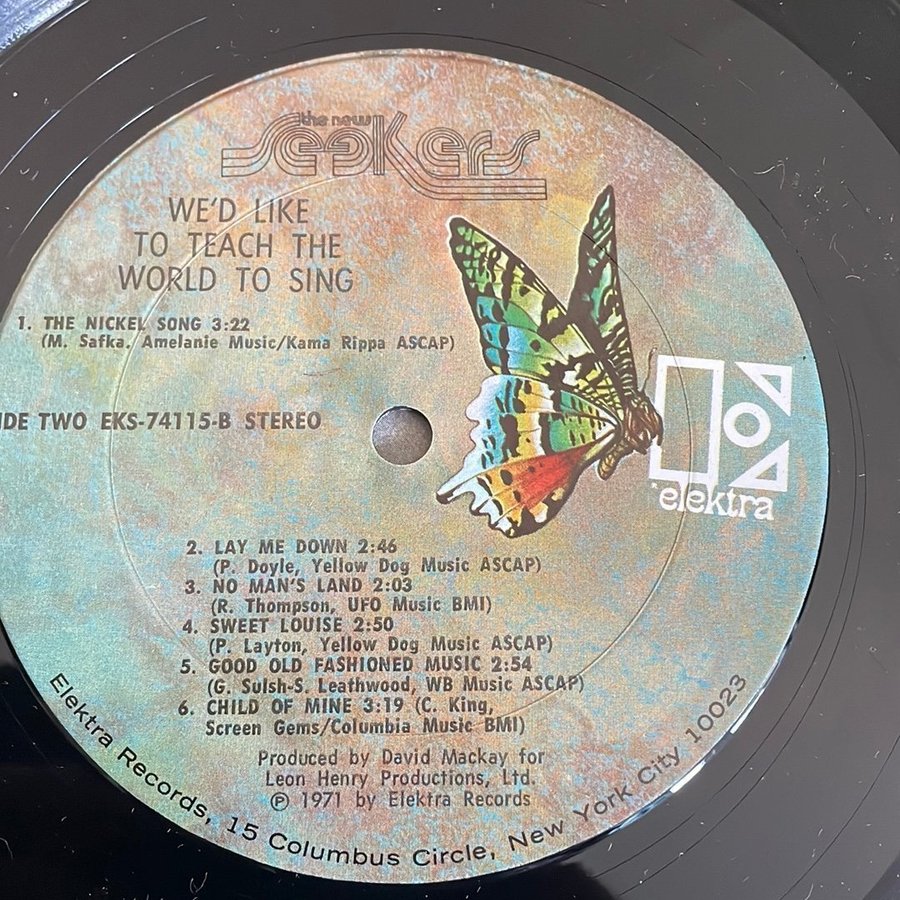 the new
Seekers
WE'D LIKE
TO TEACH THE
WORLD TO SING
1. THE NICKEL SONG 3:22
(M. Safka, Amelanie Music/Kama Rippa ASCAP)
IDE TWO EKS-74115-B STEREO
elektra
2. LAY ME DOWN 2:46
(P. Doyle, Yellow Dog Music ASCAP)
3. NO MAN'S LAND 2:03
(R. Thompson, UFO Music BMI)
4. SWEET LOUISE 2:50
(P. Layton, Yellow Dog Music ASCAP)
5. GOOD OLD FASHIONED MUSIC 2:54
(G. Sulsh-S. Leathwood, WB Music ASCAP)
6. CHILD OF MINE 3:19 (C. King,
Screen Gems/Columbia Music BMI)
Produced by David Mackay for
Leon Henry Productions, Ltd.
℗ 1971 by Elektra Records
Elektra Records, 15 Columbus Circle, New York City 10023